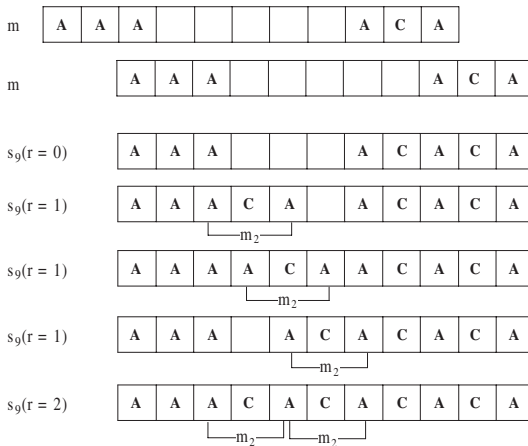 m A A A A C A
m A A A A C A
s9(r = 0) A A A A C A C A
s9(r = 1) A A A C A A C A C A
m2
s9(r = 1) A A A A C A A C A C A
m2
s9(r = 1) A A A A C A C A C A
m2
s9(r = 2) A A A C A C A C A C A
m2 m2